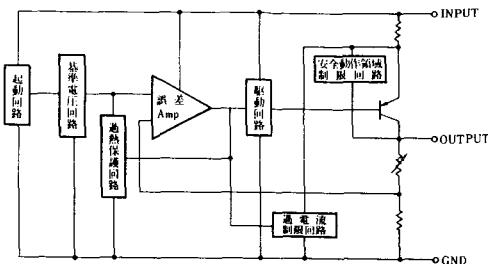 INPUT
安全動作領域
制限回路
起動回路
基準電圧回路
誤差
Amp
駆動回路
過熱保護回路
OUTPUT
過電流
制限回路
GND